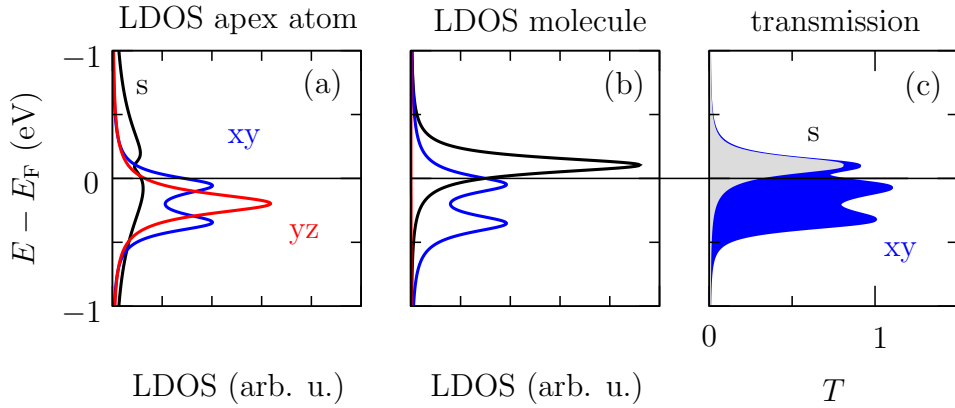 LDOS apex atom
LDOS molecule
transmission
−1
s
(a)
(b)
(c)
xy
s
E − E_F (eV)
0
yz
xy
−1
0
1
LDOS (arb. u.)
LDOS (arb. u.)
T